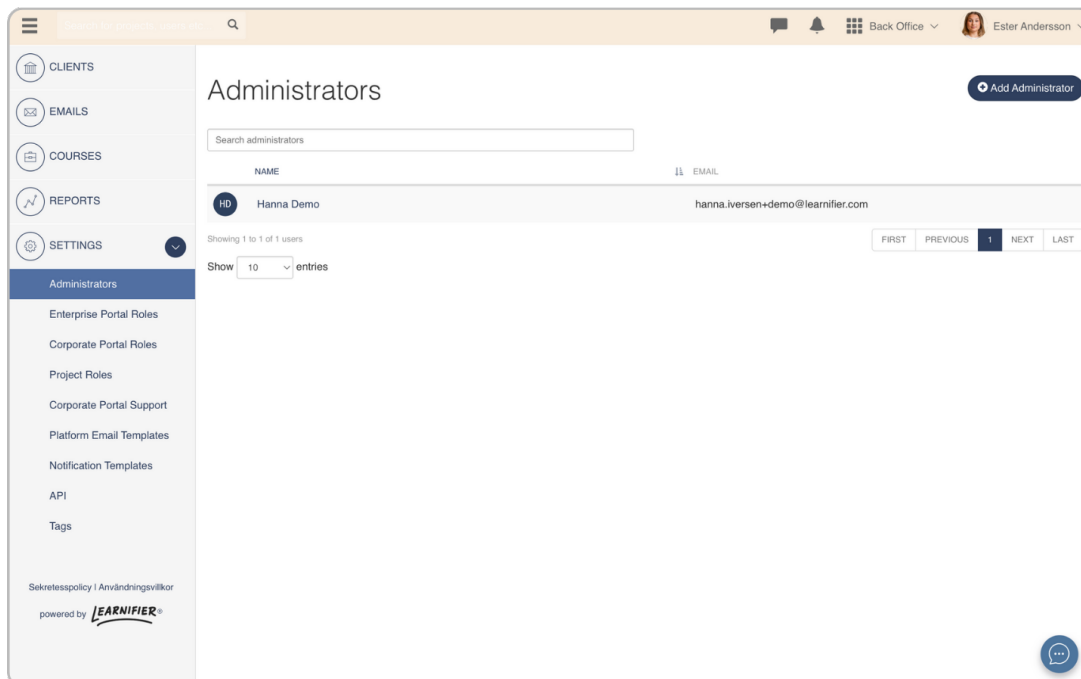 Back Office
Ester Andersson
CLIENTS
EMAILS
COURSES
REPORTS
SETTINGS
Administrators
Enterprise Portal Roles
Corporate Portal Roles
Project Roles
Corporate Portal Support
Platform Email Templates
Notification Templates
API
Tags
Sekretesspolicy | Användningsvillkor
powered by LEARNIFIER®
Administrators
Add Administrator
Search administrators
NAME EMAIL
HD Hanna Demo hanna.iversen+demo@learnifier.com
Showing 1 to 1 of 1 users
FIRST PREVIOUS 1 NEXT LAST
Show 10 entries